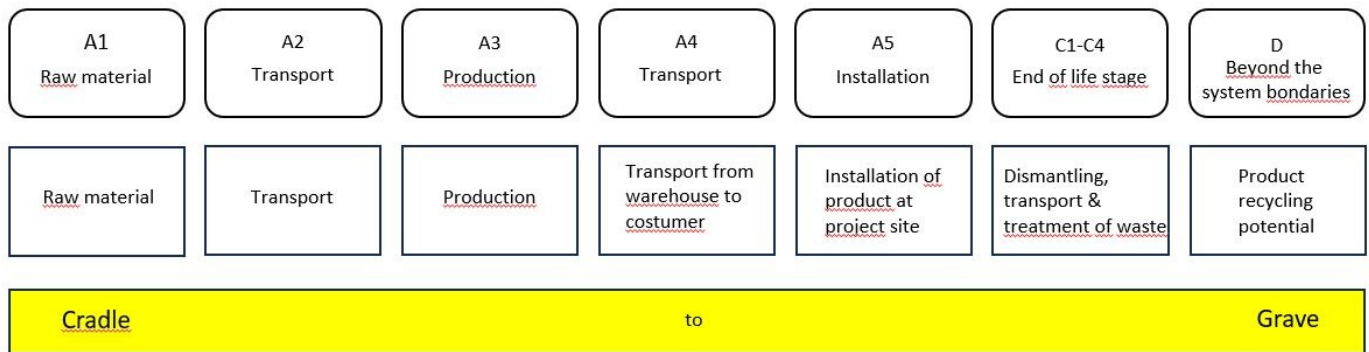 A1
Raw material
A2
Transport
A3
Production
A4
Transport
A5
Installation
C1-C4
End of life stage
D
Beyond the
system bondaries
Raw material
Transport
Production
Transport from
warehouse to
costumer
Installation of
product at
project site
Dismantling,
transport &
treatment of waste
Product
recycling
potential
Cradle to Grave